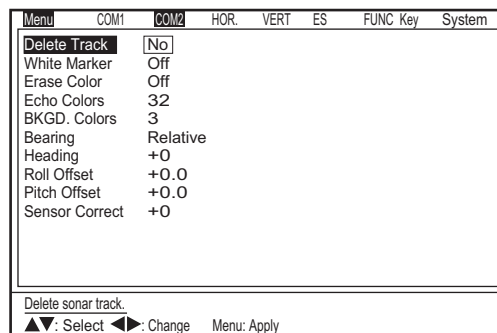 Menu COM1 COM2 HOR. VERT ES FUNC Key System
Delete Track No
White Marker Off
Erase Color Off
Echo Colors 32
BKGD. Colors 3
Bearing Relative
Heading +0
Roll Offset +0.0
Pitch Offset +0.0
Sensor Correct +0
Delete sonar track.
▲▼: Select ◀▶: Change Menu: Apply